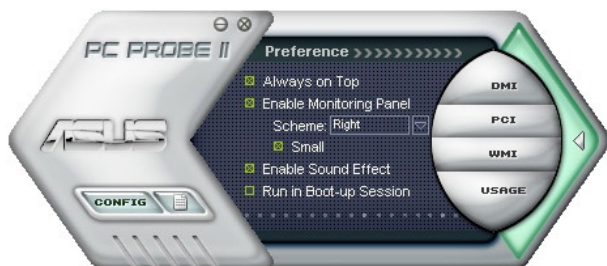 PC PROBE II
ASUS
CONFIG
Preference >>>>>>>>>>>
Always on Top
Enable Monitoring Panel
Scheme: Right
Small
Enable Sound Effect
Run in Boot-up Session
DMI
PCI
WMI
USAGE